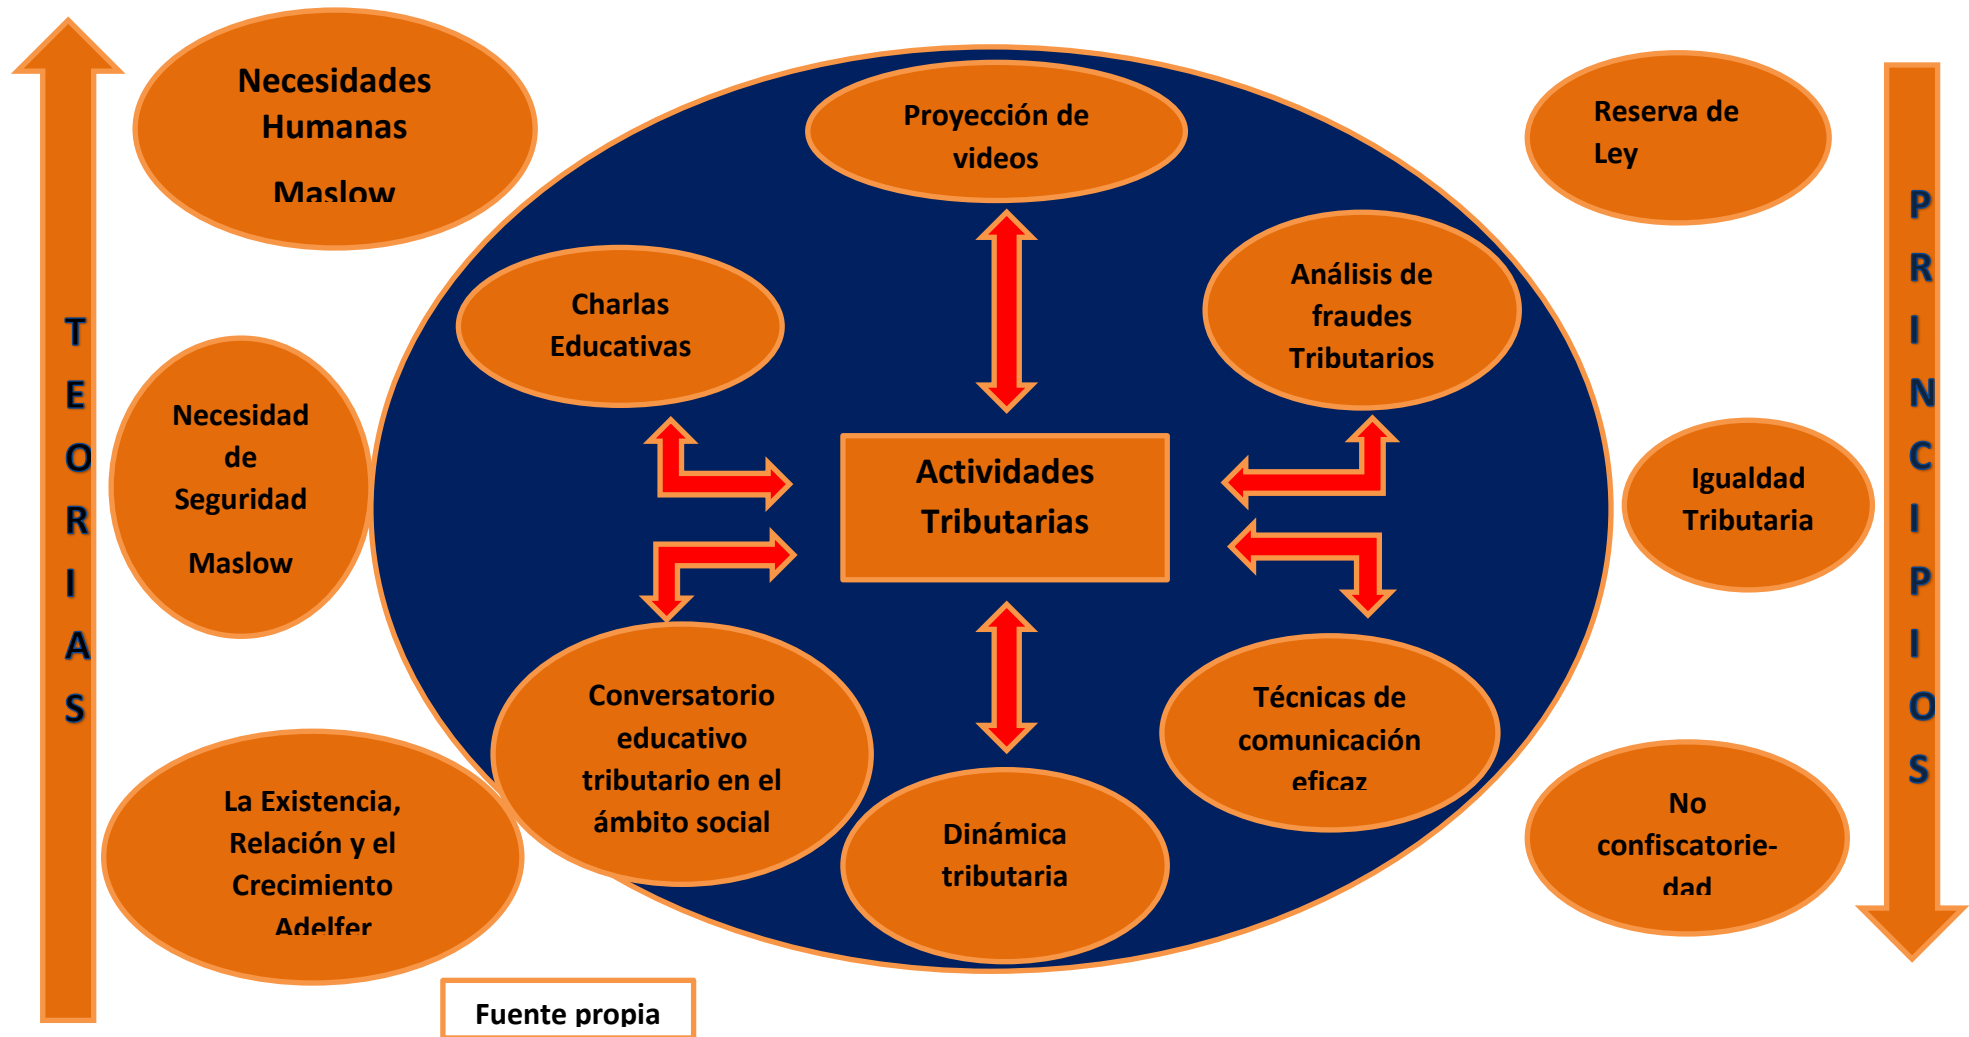 TEORIAS
Necesidades
Humanas
Maslow
Necesidad
de
Seguridad
Maslow
La Existencia,
Relación y el
Crecimiento
Adelfer
Proyección de
videos
Charlas
Educativas
Análisis de
fraudes
Tributarios
Actividades
Tributarias
Conversatorio
educativo
tributario en el
ámbito social
Dinámica
tributaria
Técnicas de
comunicación
eficaz
Reserva de
Ley
Igualdad
Tributaria
No
confiscatorie-
dad
PRINCIPIOS
Fuente propia